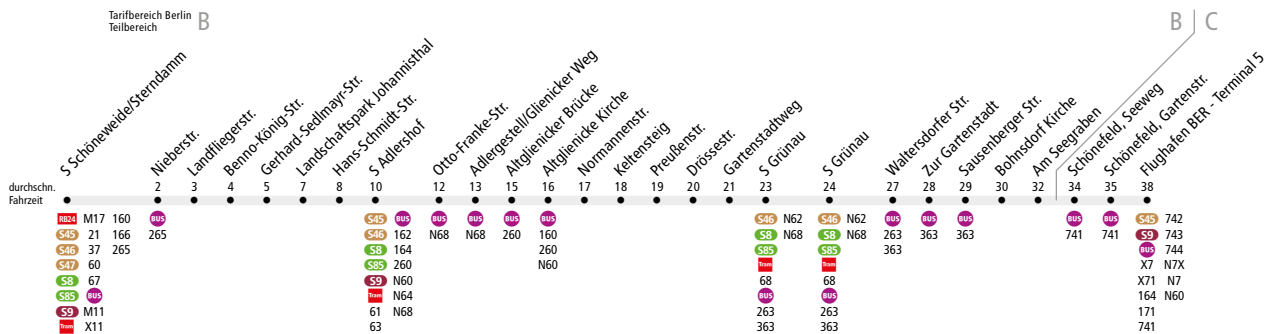 Tarifbereich Berlin B
Teilbereich
B C
S Schöneweide/Sterndamm
Nieberstr.
Landfliegerstr.
Benno-König-Str.
Gerhard-Sedlmayr-Str.
Landschaftspark Johannisthal
Hans-Schmidt-Str.
S Adlershof
Otto-Franke-Str.
Adlergestell/Glienicker Weg
Altglienicker Brücke
Altglienicke Kirche
Normannenstr.
Keltensteig
Preußenstr.
Drössestr.
Gartenstadtweg
S Grünau
S Grünau
Waltersdorfer Str.
Zur Gartenstadt
Sausenberger Str.
Bohnsdorf Kirche
Am Seegraben
Schönefeld, Seeweg
Schönefeld, Gartenstr.
Flughafen BER - Terminal 5
durchschn. 2 3 4 5 7 8 10 12 13 15 16 17 18 19 20 21 23 24 27 28 29 30 32 34 35 38
Fahrzeit
RB24 M17 160 BUS S45 BUS BUS BUS BUS BUS S46 N62 S46 N62 BUS BUS BUS BUS BUS S45 742
S45 21 166 265 S46 162 N68 N68 260 160 S8 N68 S8 N68 263 363 363 741 741 S9 743
S46 37 265 S8 164 260 S85 S85 363 BUS 744
S47 60 S85 260 N60 Tram Tram X7 N7X
S8 67 S9 N60 68 68 X71 N7
S85 BUS Tram N64 BUS BUS 164 N60
S9 M11 61 N68 263 263 171
Tram X11 63 363 363 741